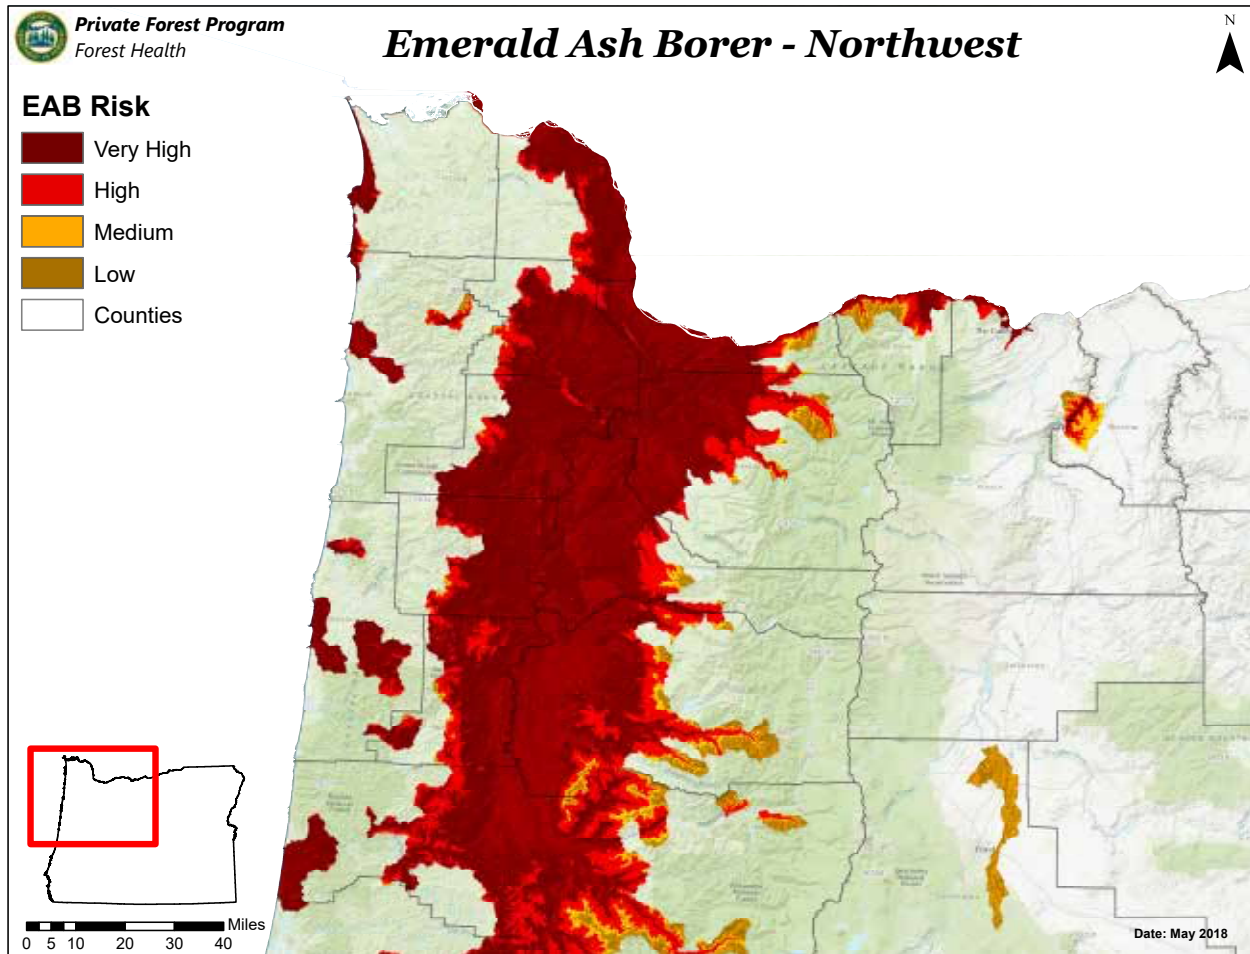 Private Forest Program
Forest Health
Emerald Ash Borer - Northwest
N
EAB Risk
Very High
High
Medium
Low
Counties
Miles
0 5 10 20 30 40
Date: May 2018